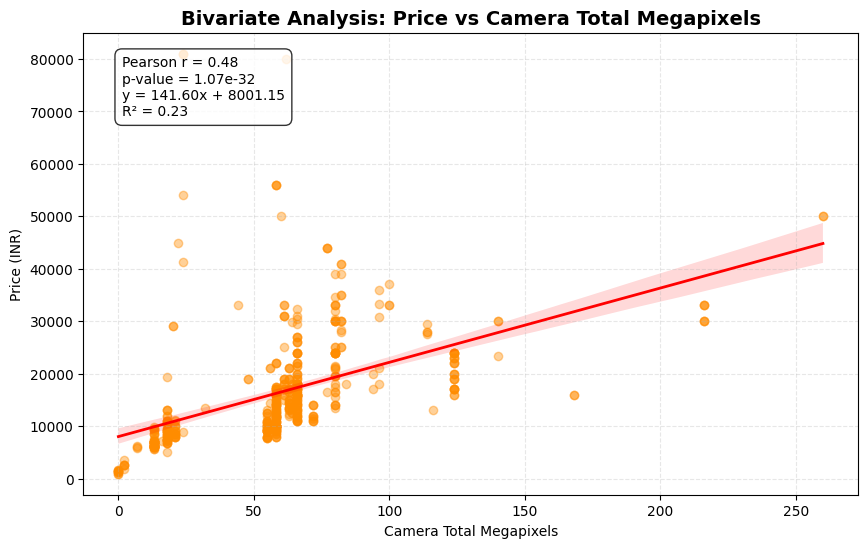 Bivariate Analysis: Price vs Camera Total Megapixels
Pearson r = 0.48
p-value = 1.07e-32
y = 141.60x + 8001.15
R² = 0.23
Price (INR)
80000
70000
60000
50000
40000
30000
20000
10000
0
0
50
100
150
200
250
Camera Total Megapixels